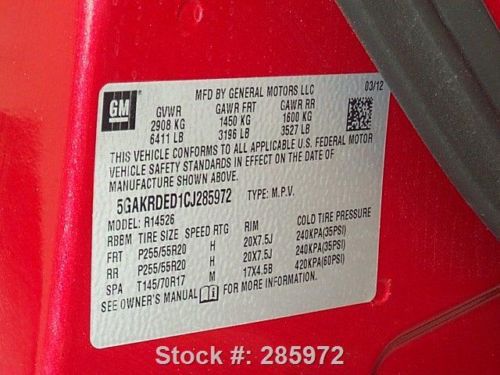 MFD BY GENERAL MOTORS LLC 03/12
GM
GVWR GAWR FRT GAWR RR
2908 KG 1450 KG 1600 KG
6411 LB 3196 LB 3527 LB
THIS VEHICLE CONFORMS TO ALL APPLICABLE U.S. FEDERAL MOTOR
VEHICLE SAFETY STANDARDS IN EFFECT ON THE DATE OF
MANUFACTURE SHOWN ABOVE.
5GAKRDED1CJ285972 TYPE: M.P.V.
MODEL: R14526
RBBM TIRE SIZE SPEED RTG RIM COLD TIRE PRESSURE
FRT P255/55R20 H 20X7.5J 240KPA(35PSI)
RR P255/55R20 H 20X7.5J 240KPA(35PSI)
SPA T145/70R17 M 17X4.5B 420KPA(60PSI)
SEE OWNER'S MANUAL FOR MORE INFORMATION
Stock #: 285972